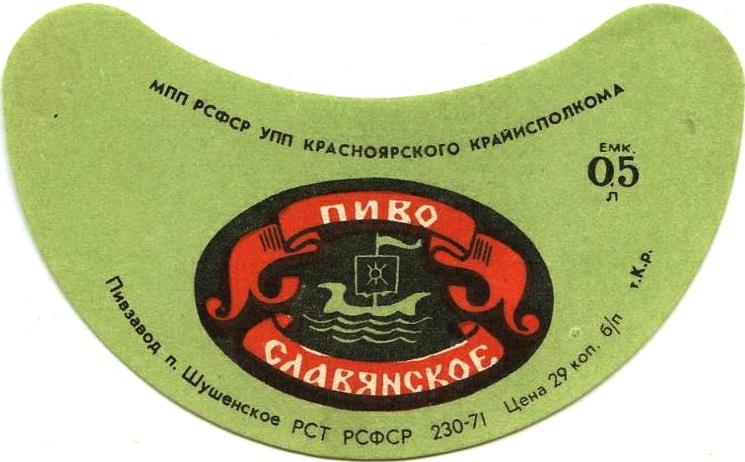 МПП РСФСР УПП КРАСНОЯРСКОГО КРАЙИСПОЛКОМА
ЕМК.
0,5
Л
ПИВО
СЛАВЯНСКОЕ
Пивзавод п. Шушенское РСТ РСФСР 230-71 Цена 29 коп. б/п т.К.р.